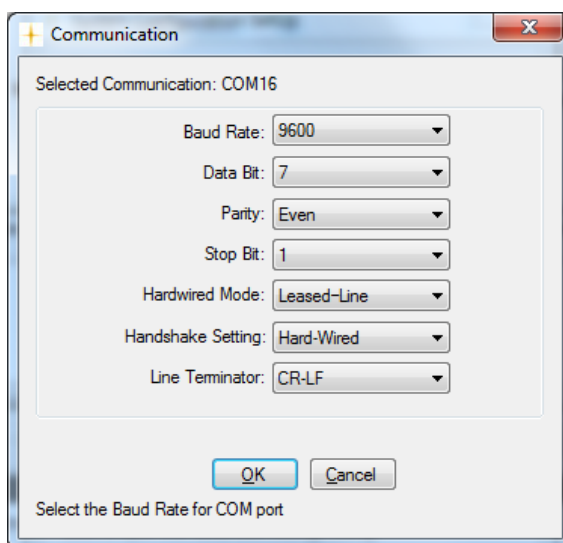 Communication
Selected Communication: COM16
Baud Rate: 9600
Data Bit: 7
Parity: Even
Stop Bit: 1
Hardwired Mode: Leased-Line
Handshake Setting: Hard-Wired
Line Terminator: CR-LF
OK Cancel
Select the Baud Rate for COM port